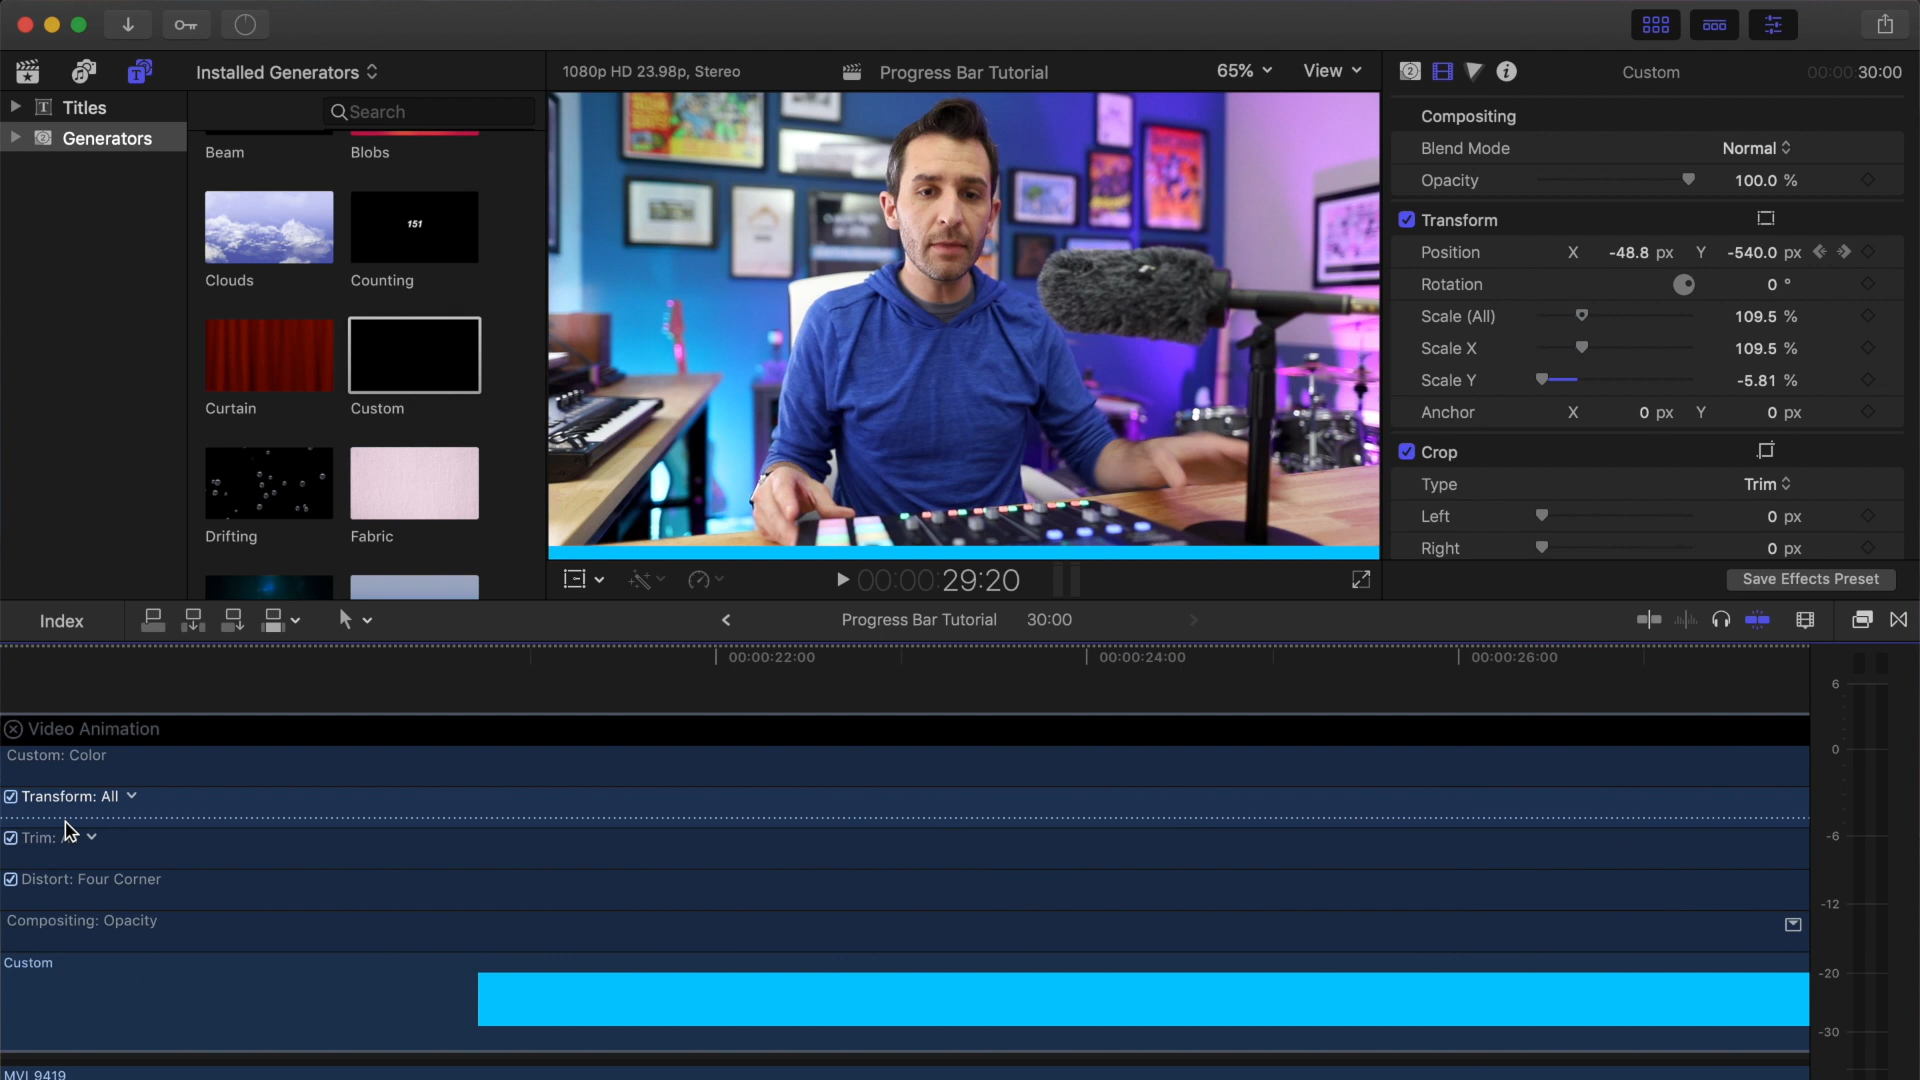 Installed Generators
1080p HD 23.98p, Stereo
Progress Bar Tutorial
65%
View
Custom
00:00:30:00
Titles
Generators
Search
Beam
Blobs
Clouds
151
Counting
Curtain
Custom
Drifting
Fabric
Compositing
Blend Mode
Normal
Opacity
100.0 %
Transform
Position X -48.8 px Y -540.0 px
Rotation
0 °
Scale (All)
109.5 %
Scale X
109.5 %
Scale Y
-5.81 %
Anchor X 0 px Y 0 px
Crop
Type
Trim
Left
0 px
Right
0 px
00:00:29:20
Save Effects Preset
Index
Progress Bar Tutorial
30:00
00:00:22:00
00:00:24:00
00:00:26:00
Video Animation
Custom: Color
Transform: All
Trim:
Distort: Four Corner
Compositing: Opacity
Custom
MVI_9419
6
0
-6
-12
-20
-30